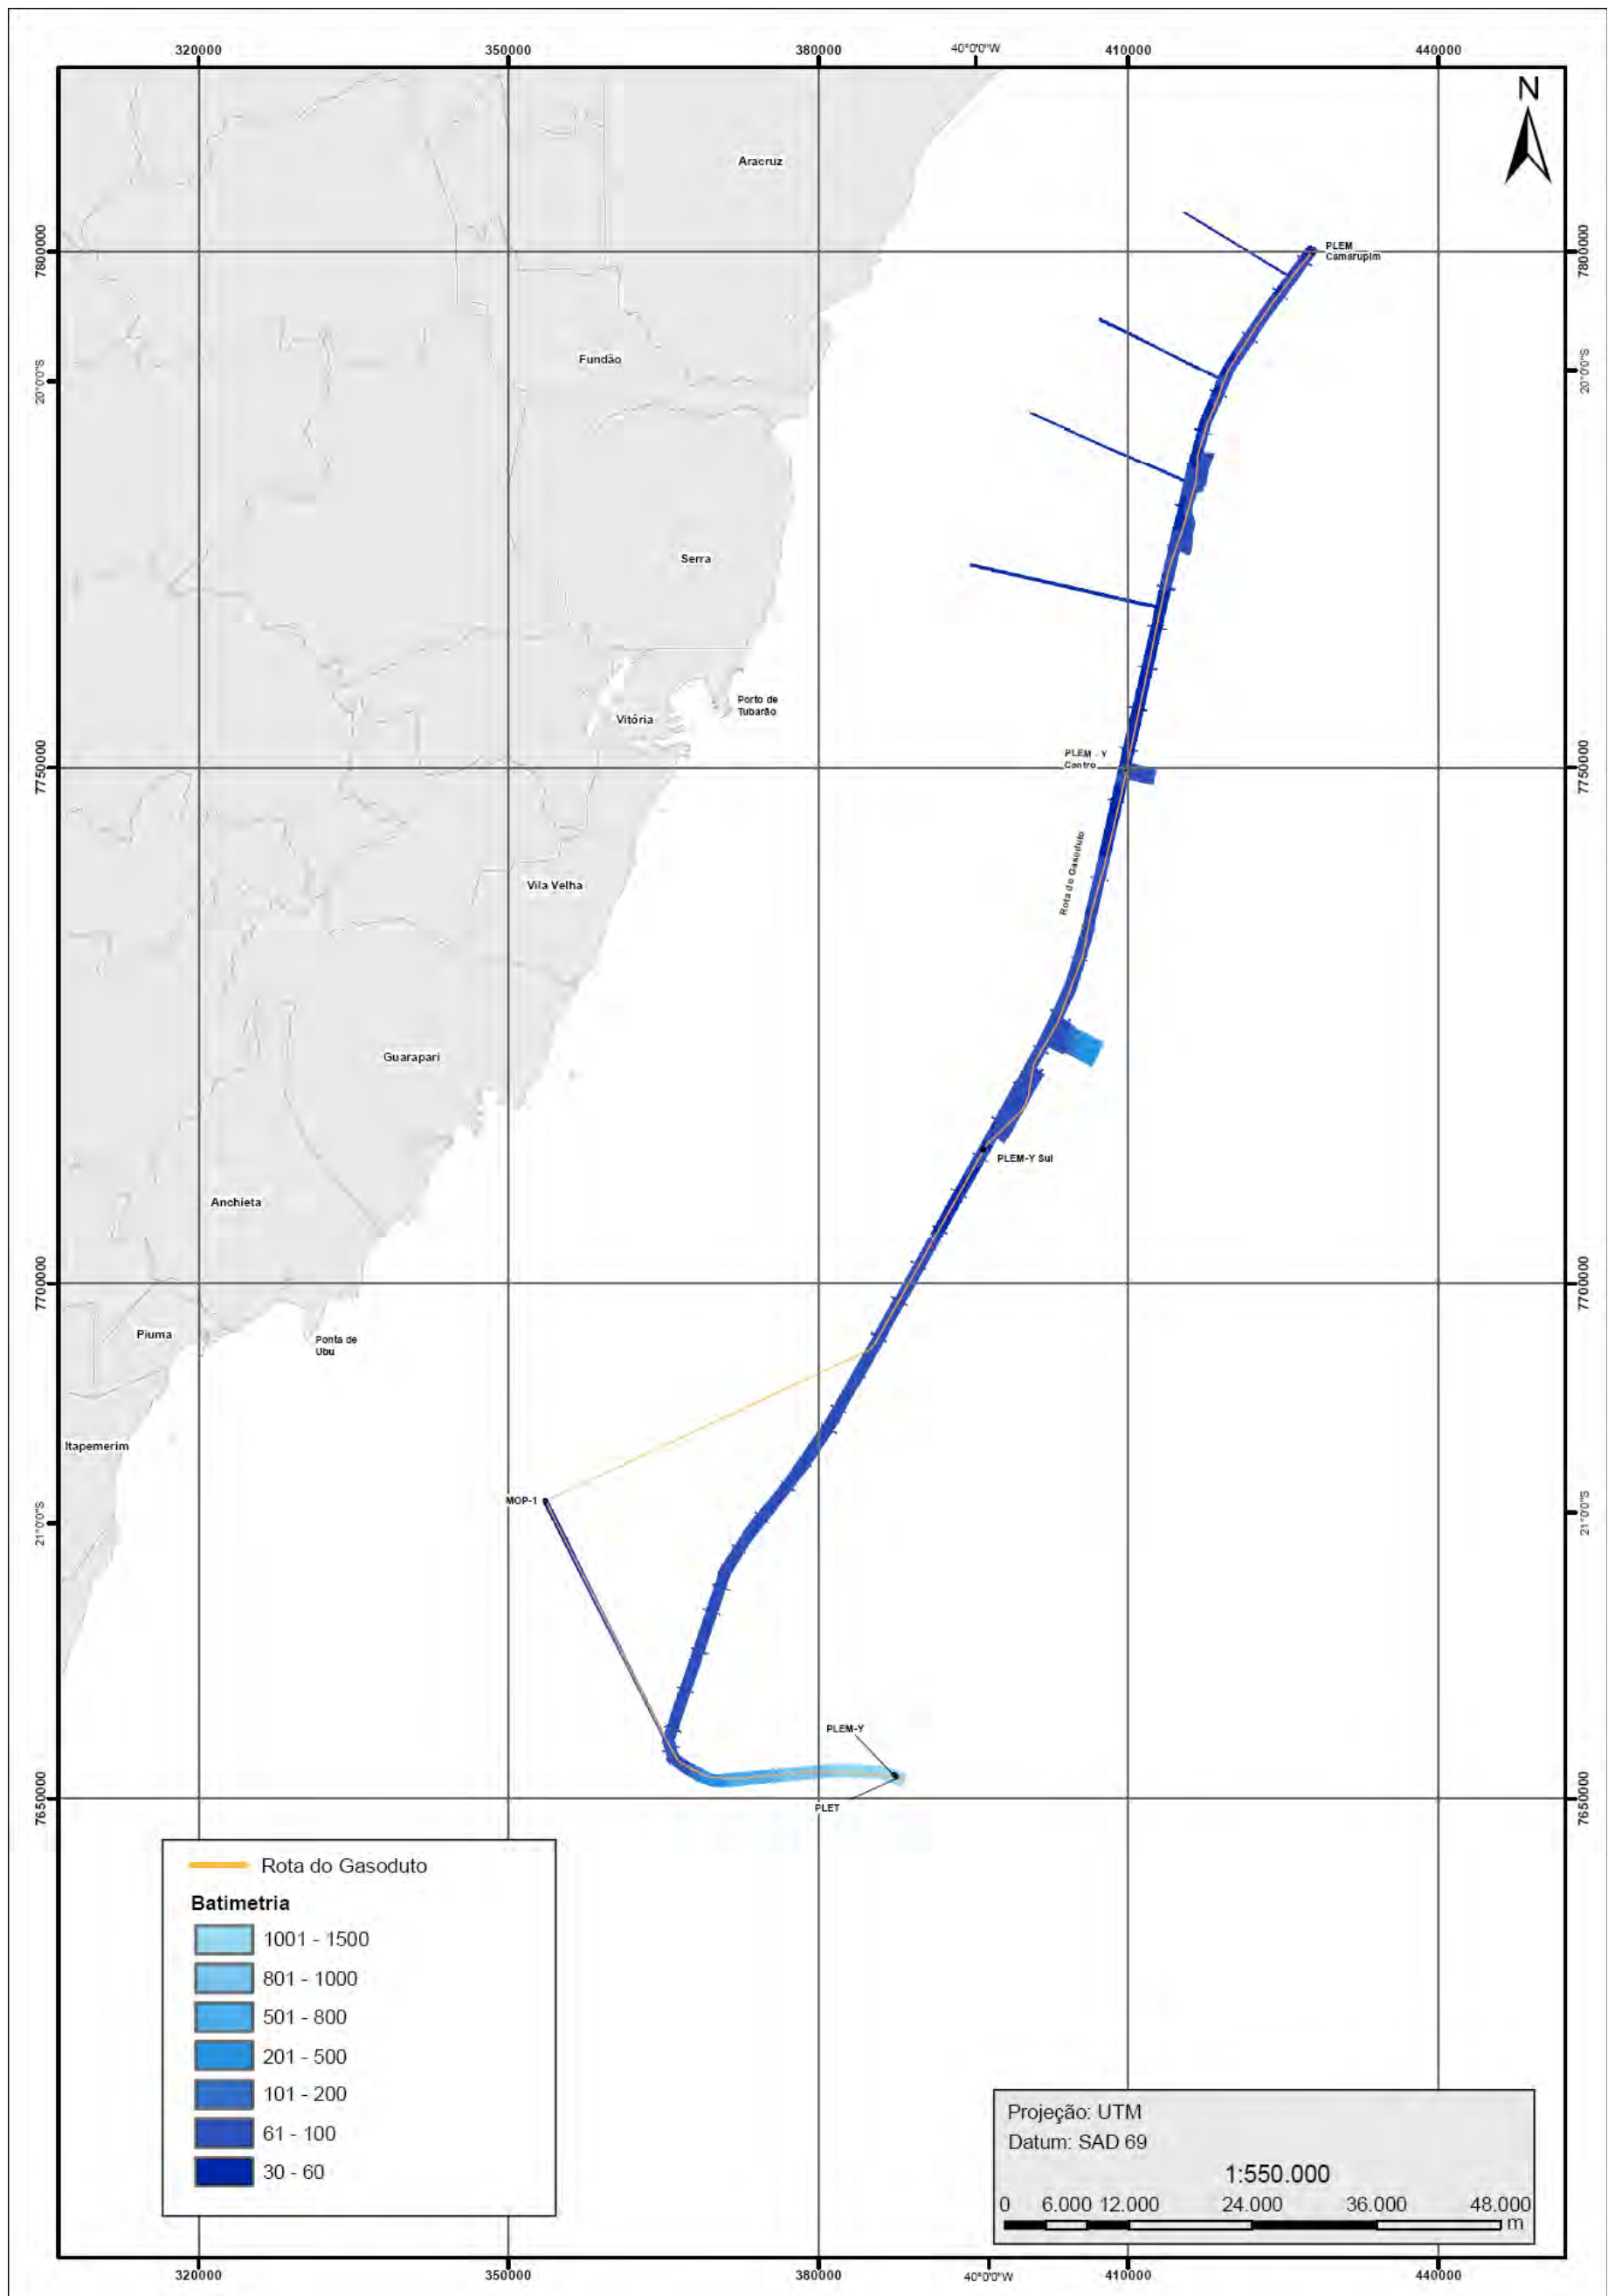 320000
350000
380000
40°0'0"W
410000
440000
N
Aracruz
7800000
7800000
PLEM
Camarupim
Fundão
20°0'0"S
20°0'0"S
Serra
Porto de
Tubarão
Vitória
PLEM - Y
Centro
7750000
7750000
Rota do Gasoduto
Vila Velha
Guarapari
PLEM-Y Sul
Anchieta
7700000
7700000
Piuma
Ponta de
Ubu
Itapemerim
MOP-1
21°0'0"S
21°0'0"S
PLEM-Y
PLET
7650000
7650000
Rota do Gasoduto
Batimetria
1001 - 1500
801 - 1000
501 - 800
201 - 500
101 - 200
61 - 100
30 - 60
Projeção: UTM
Datum: SAD 69
1:550.000
0 6.000 12.000 24.000 36.000 48.000
m
320000
350000
380000
40°0'0"W
410000
440000